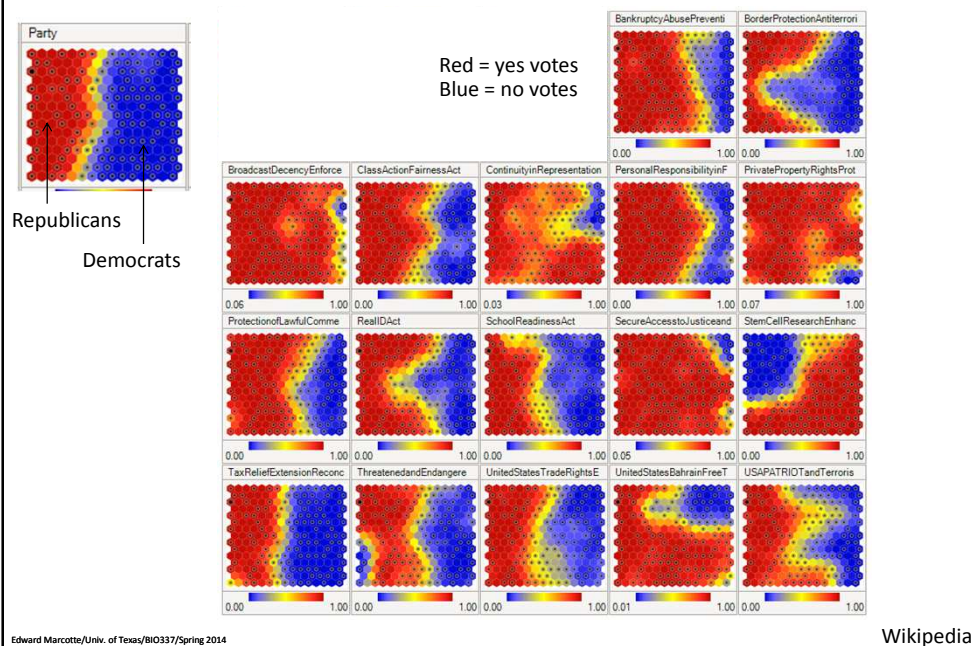 Party
Republicans
Democrats
Red = yes votes
Blue = no votes
BankruptcyAbusePreventi
BorderProtectionAntiterrori
0.00 1.00
0.00 1.00
BroadcastDecencyEnforce
ClassActionFairnessAct
ContinuityinRepresentation
PersonalResponsibilityinF
PrivatePropertyRightsProt
0.06 1.00
0.00 1.00
0.03 1.00
0.00 1.00
0.07 1.00
ProtectionofLawfulComme
RealIDAct
SchoolReadinessAct
SecureAccesstoJusticeand
StemCellResearchEnhanc
0.00 1.00
0.00 1.00
0.00 1.00
0.05 1.00
0.00 1.00
TaxReliefExtensionReconc
ThreatenedandEndangere
UnitedStatesTradeRightsE
UnitedStatesBahrainFreeT
USAPATRIOTandTerroris
0.00 1.00
0.00 1.00
0.00 1.00
0.01 1.00
0.00 1.00
Edward Marcotte/Univ. of Texas/BIO337/Spring 2014
Wikipedia